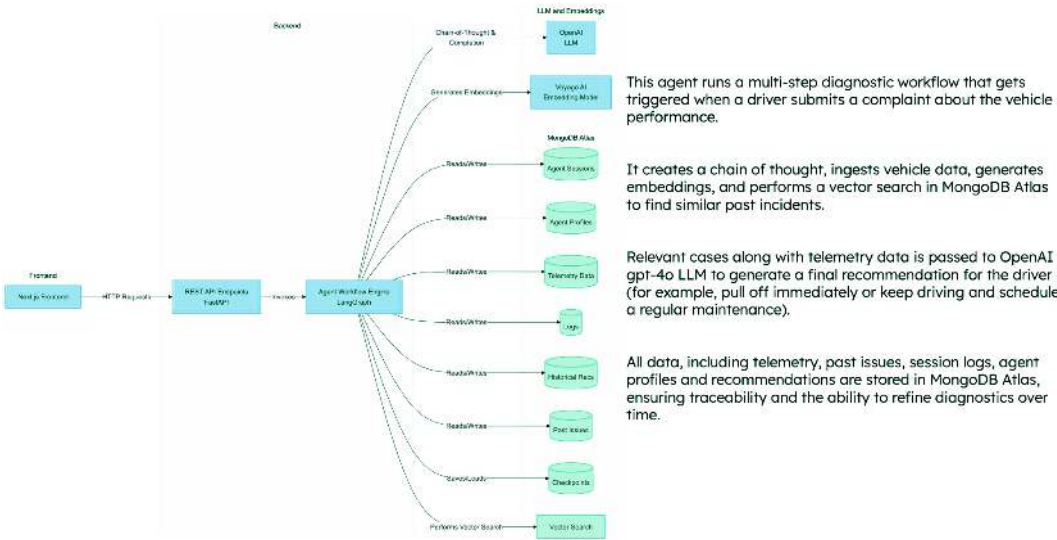 LLM and Embeddings
Backend
Chain-of-Thought &
Completion
OpenAI
LLM
Generates Embeddings
Voyage AI
Embedding Model
MongoDB Atlas
Reads/Writes
Agent Sessions
Reads/Writes
Agent Profiles
Frontend
Next.js Frontend
HTTP Requests
REST API Endpoints
FastAPI
Invokes
Agent Workflow Engine
LangGraph
Reads/Writes
Telemetry Data
Reads/Writes
Logs
Reads/Writes
Historical Recs
Reads/Writes
Past Issues
Saves/Loads
Checkpoints
Performs Vector Search
Vector Search
This agent runs a multi-step diagnostic workflow that gets
triggered when a driver submits a complaint about the vehicle
performance.
It creates a chain of thought, ingests vehicle data, generates
embeddings, and performs a vector search in MongoDB Atlas
to find similar past incidents.
Relevant cases along with telemetry data is passed to OpenAI
gpt-4o LLM to generate a final recommendation for the driver
(for example, pull off immediately or keep driving and schedule
a regular maintenance).
All data, including telemetry, past issues, session logs, agent
profiles and recommendations are stored in MongoDB Atlas,
ensuring traceability and the ability to refine diagnostics over
time.